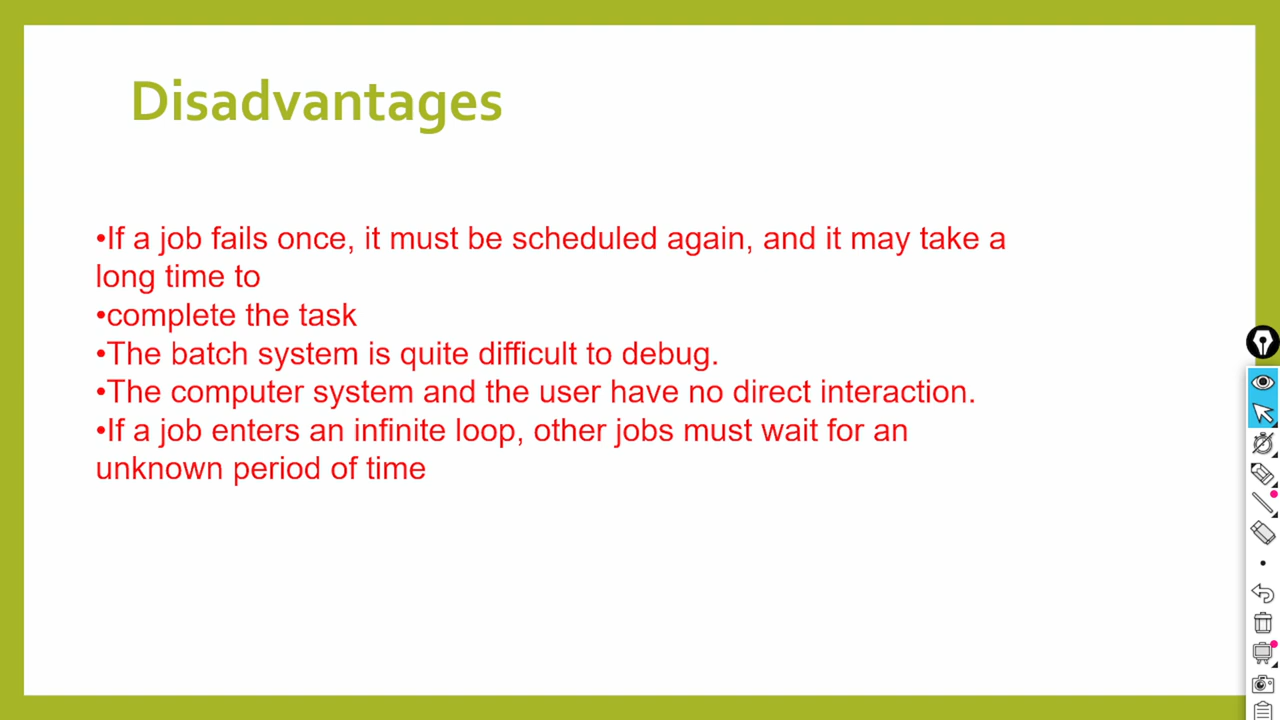 Disadvantages
•If a job fails once, it must be scheduled again, and it may take a
long time to
•complete the task
•The batch system is quite difficult to debug.
•The computer system and the user have no direct interaction.
•If a job enters an infinite loop, other jobs must wait for an
unknown period of time